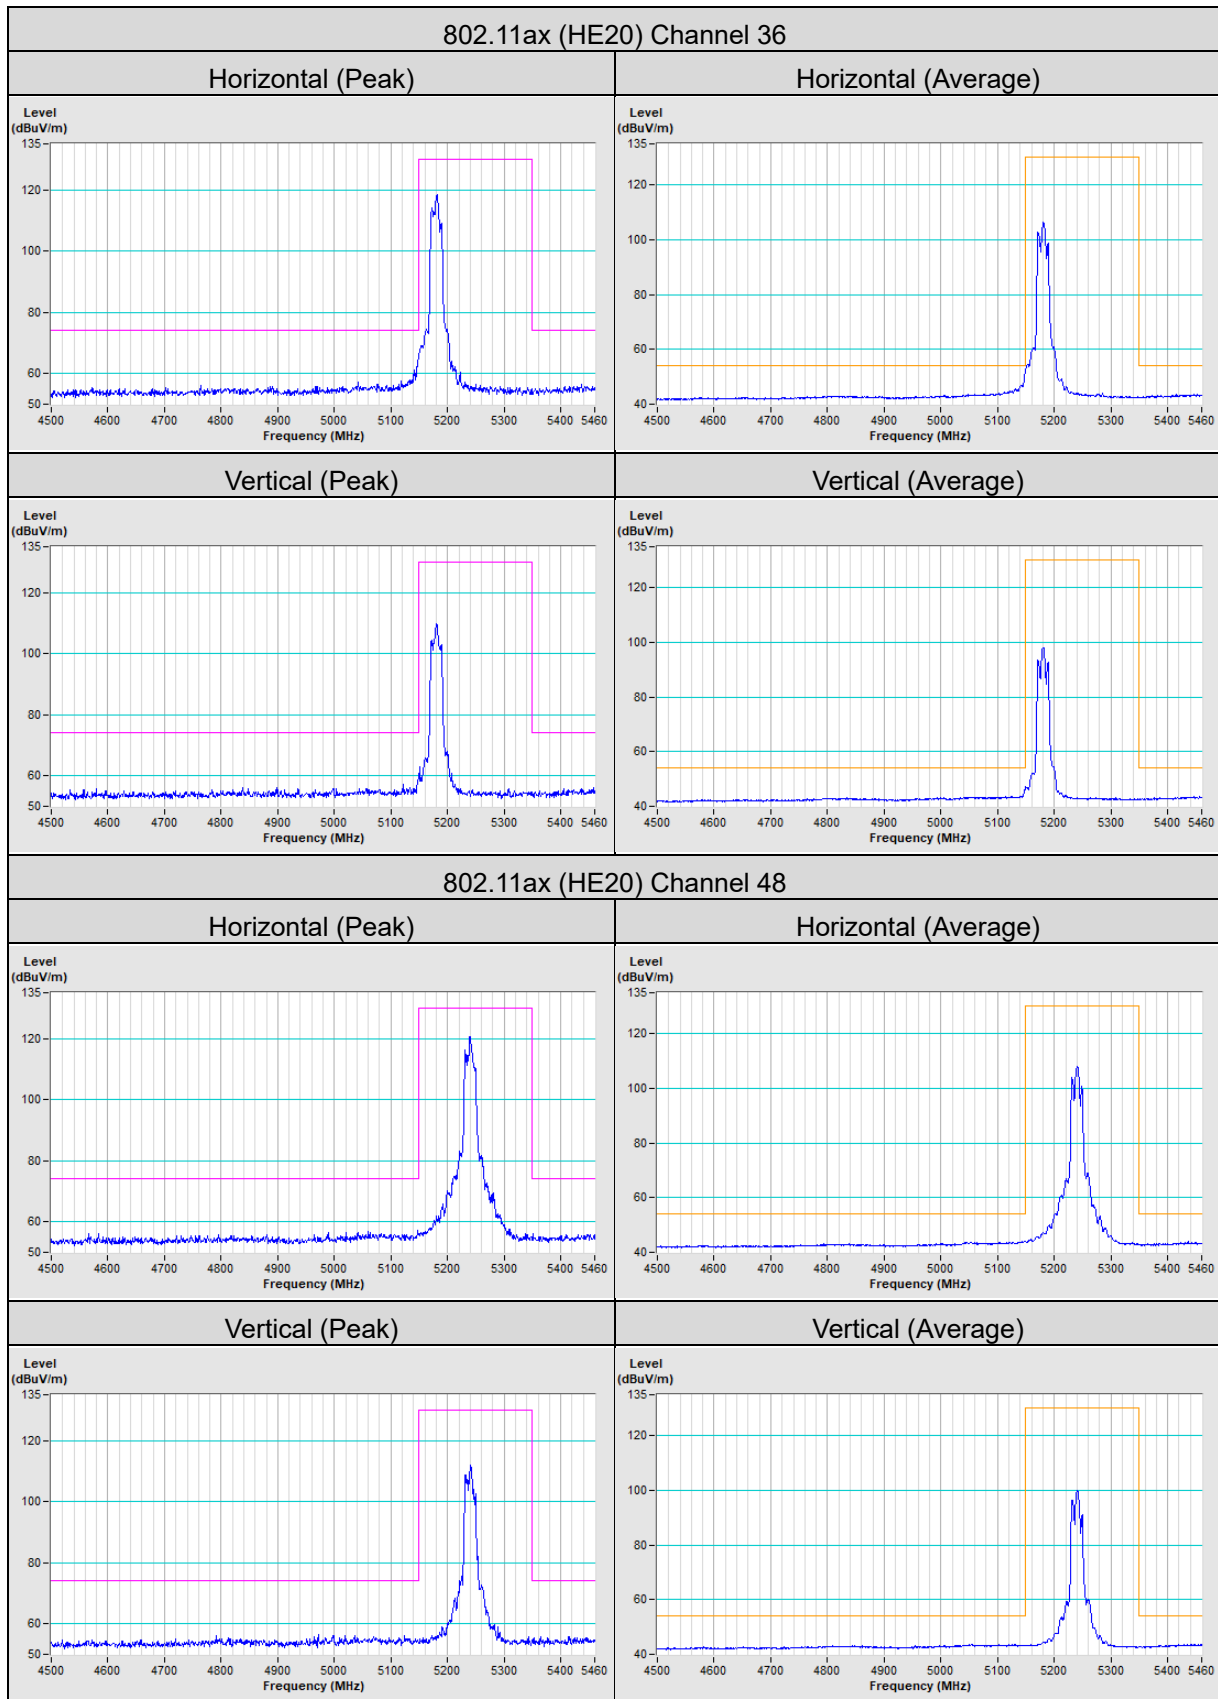 802.11ax (HE20) Channel 36
Horizontal (Peak)
Horizontal (Average)
Level
(dBuV/m)
135
120
100
80
60
50
4500 4600 4700 4800 4900 5000 5100 5200 5300 5400 5460
Frequency (MHz)
Level
(dBuV/m)
135
120
100
80
60
40
4500 4600 4700 4800 4900 5000 5100 5200 5300 5400 5460
Frequency (MHz)
Vertical (Peak)
Vertical (Average)
Level
(dBuV/m)
135
120
100
80
60
50
4500 4600 4700 4800 4900 5000 5100 5200 5300 5400 5460
Frequency (MHz)
Level
(dBuV/m)
135
120
100
80
60
40
4500 4600 4700 4800 4900 5000 5100 5200 5300 5400 5460
Frequency (MHz)
802.11ax (HE20) Channel 48
Horizontal (Peak)
Horizontal (Average)
Level
(dBuV/m)
135
120
100
80
60
50
4500 4600 4700 4800 4900 5000 5100 5200 5300 5400 5460
Frequency (MHz)
Level
(dBuV/m)
135
120
100
80
60
40
4500 4600 4700 4800 4900 5000 5100 5200 5300 5400 5460
Frequency (MHz)
Vertical (Peak)
Vertical (Average)
Level
(dBuV/m)
135
120
100
80
60
50
4500 4600 4700 4800 4900 5000 5100 5200 5300 5400 5460
Frequency (MHz)
Level
(dBuV/m)
135
120
100
80
60
40
4500 4600 4700 4800 4900 5000 5100 5200 5300 5400 5460
Frequency (MHz)